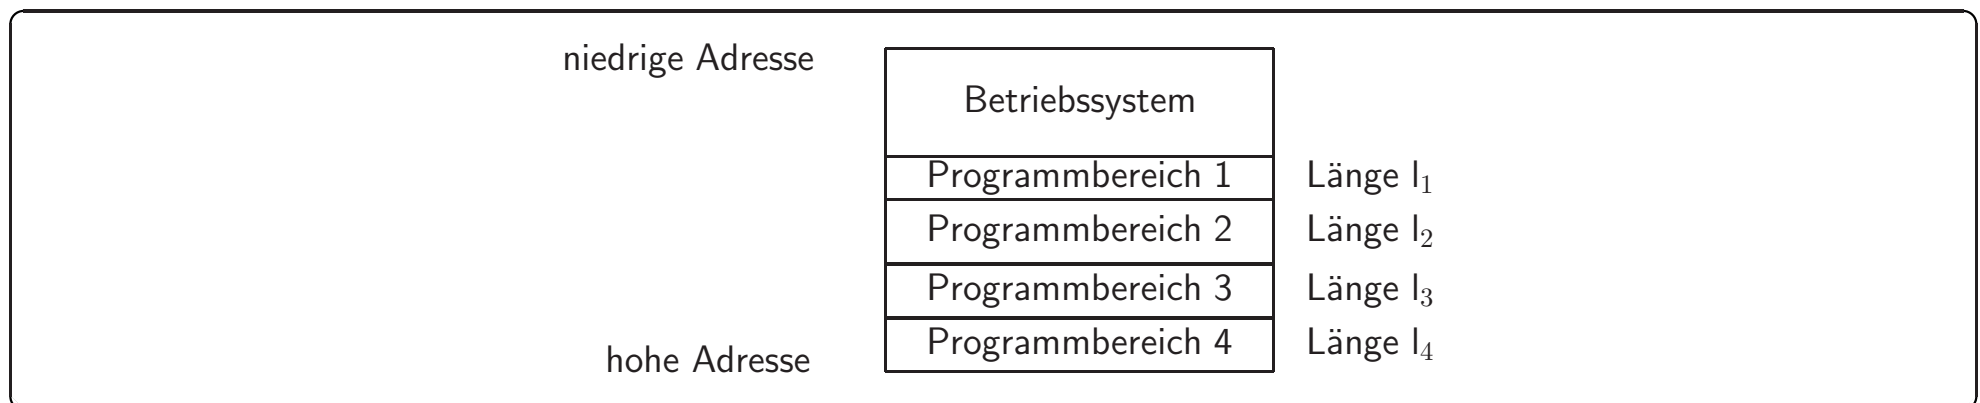 niedrige Adresse
Betriebssystem
Programmbereich 1 Länge l₁
Programmbereich 2 Länge l₂
Programmbereich 3 Länge l₃
Programmbereich 4 Länge l₄
hohe Adresse